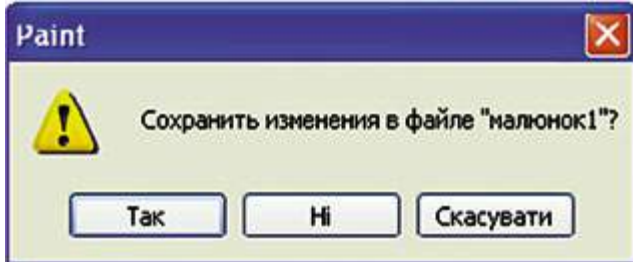 Paint
Сохранить изменения в файле "малюнок1"?
Так Ні Скасувати